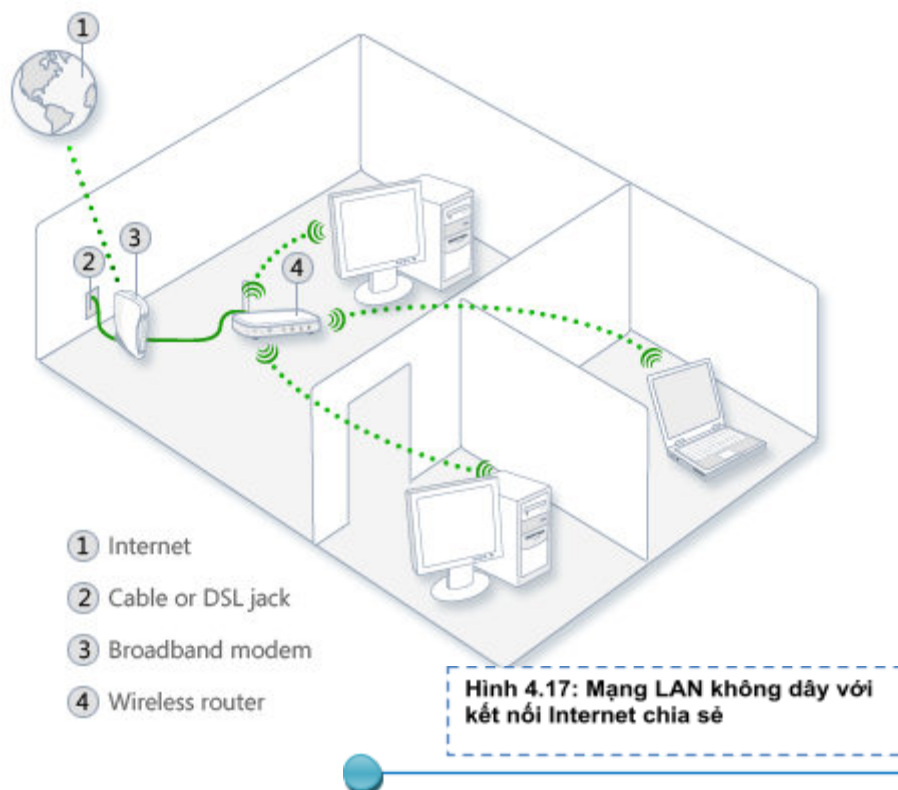 1
3
2
4
1 Internet
2 Cable or DSL jack
3 Broadband modem
4 Wireless router
Hình 4.17: Mạng LAN không dây với
kết nối Internet chia sẻ